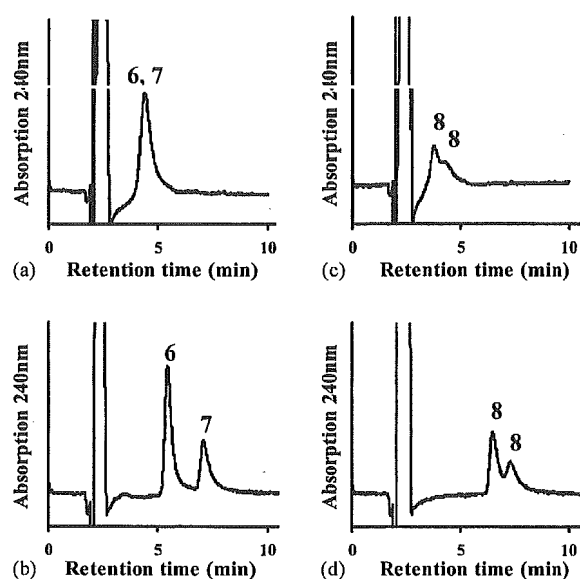 Absorption 240nm
6, 7
0 5 10
(a) Retention time (min)
Absorption 240nm
8
8
0 5 10
(c) Retention time (min)
Absorption 240nm
6
7
0 5 10
(b) Retention time (min)
Absorption 240nm
8
8
0 5 10
(d) Retention time (min)